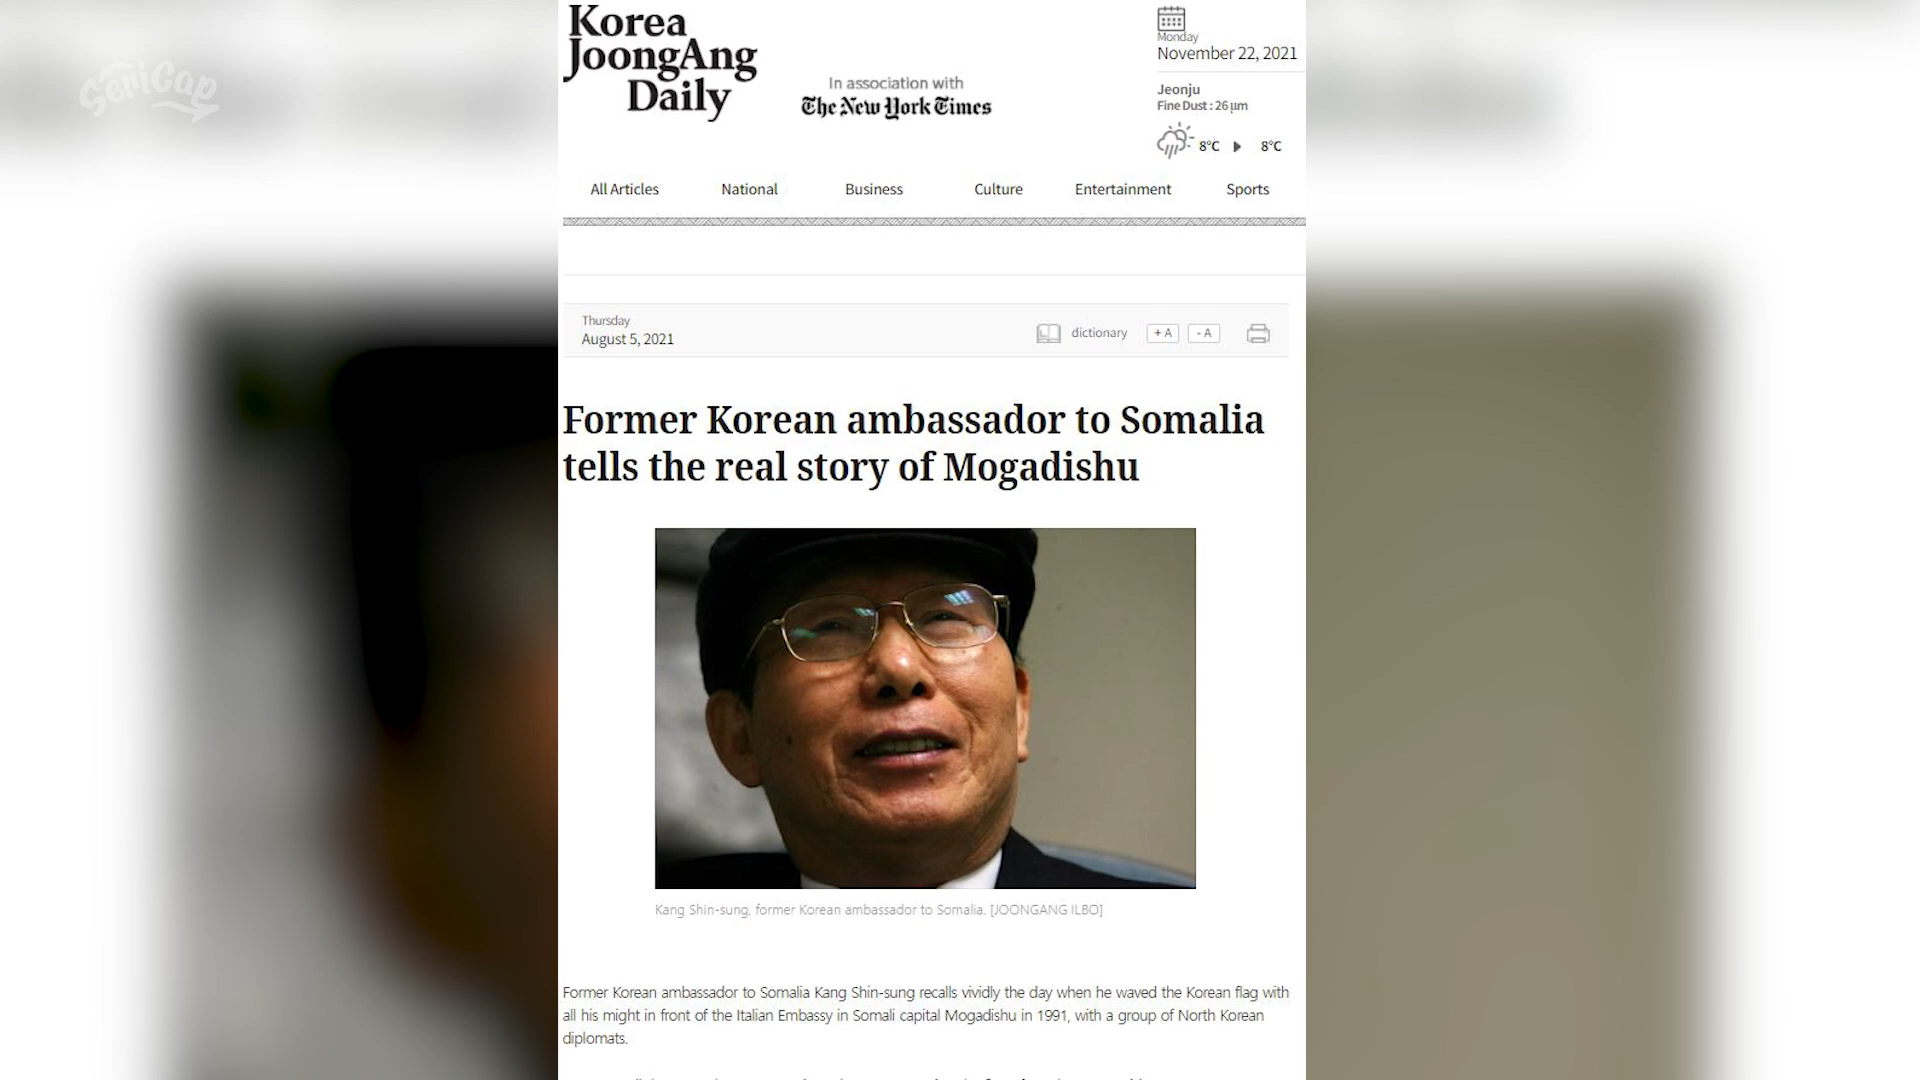 SeriCap
Korea
JoongAng
Daily
In association with
The New York Times
Monday
November 22, 2021
Jeonju
Fine Dust : 26 μm
8°C
8°C
All Articles
National
Business
Culture
Entertainment
Sports
Thursday
August 5, 2021
dictionary
+ A
- A
Former Korean ambassador to Somalia
tells the real story of Mogadishu
Kang Shin-sung, former Korean ambassador to Somalia. [JOONGANG ILBO]
Former Korean ambassador to Somalia Kang Shin-sung recalls vividly the day when he waved the Korean flag with
all his might in front of the Italian Embassy in Somali capital Mogadishu in 1991, with a group of North Korean
diplomats.